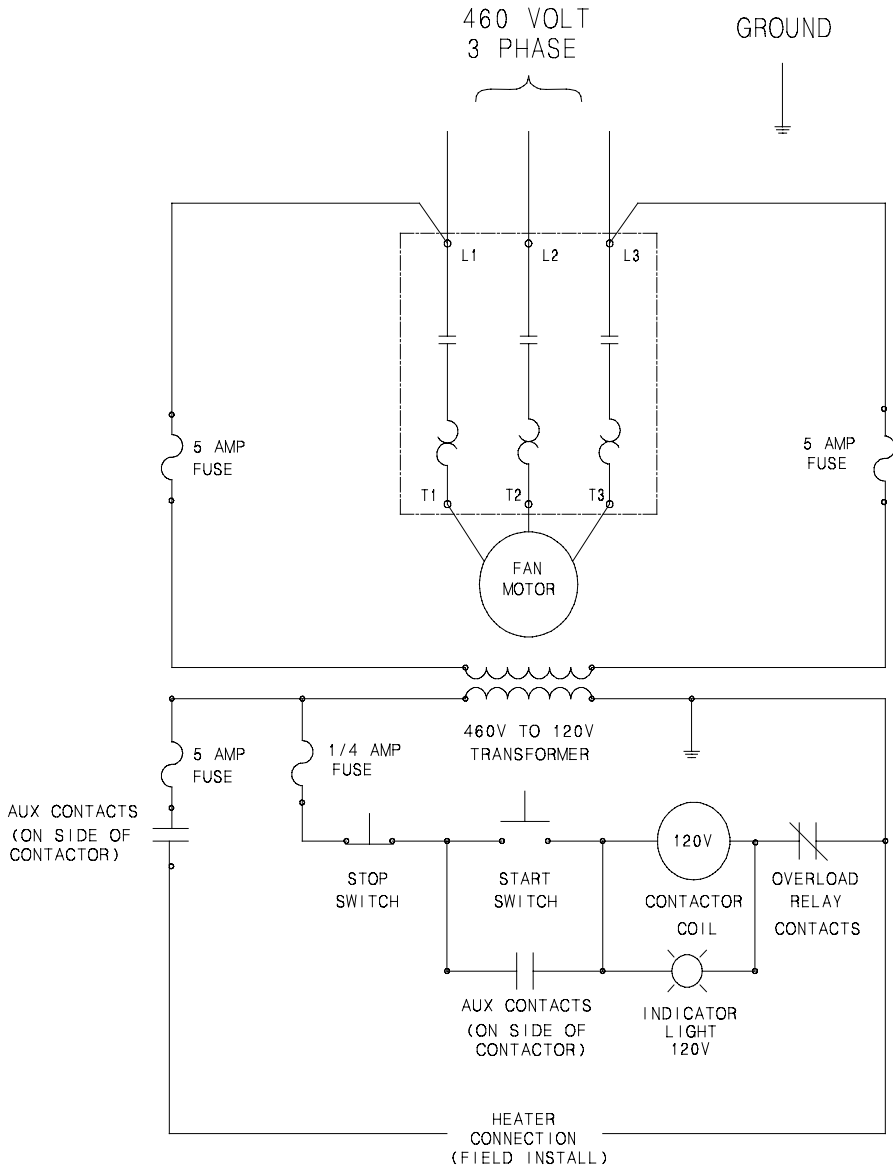 460 VOLT
3 PHASE
GROUND
L1
L2
L3
5 AMP
FUSE
5 AMP
FUSE
T1
T2
T3
FAN
MOTOR
460V TO 120V
TRANSFORMER
5 AMP
FUSE
1/4 AMP
FUSE
AUX CONTACTS
(ON SIDE OF
CONTACTOR)
STOP
SWITCH
START
SWITCH
120V
CONTACTOR
COIL
OVERLOAD
RELAY
CONTACTS
AUX CONTACTS
(ON SIDE OF
CONTACTOR)
INDICATOR
LIGHT
120V
HEATER
CONNECTION
(FIELD INSTALL)